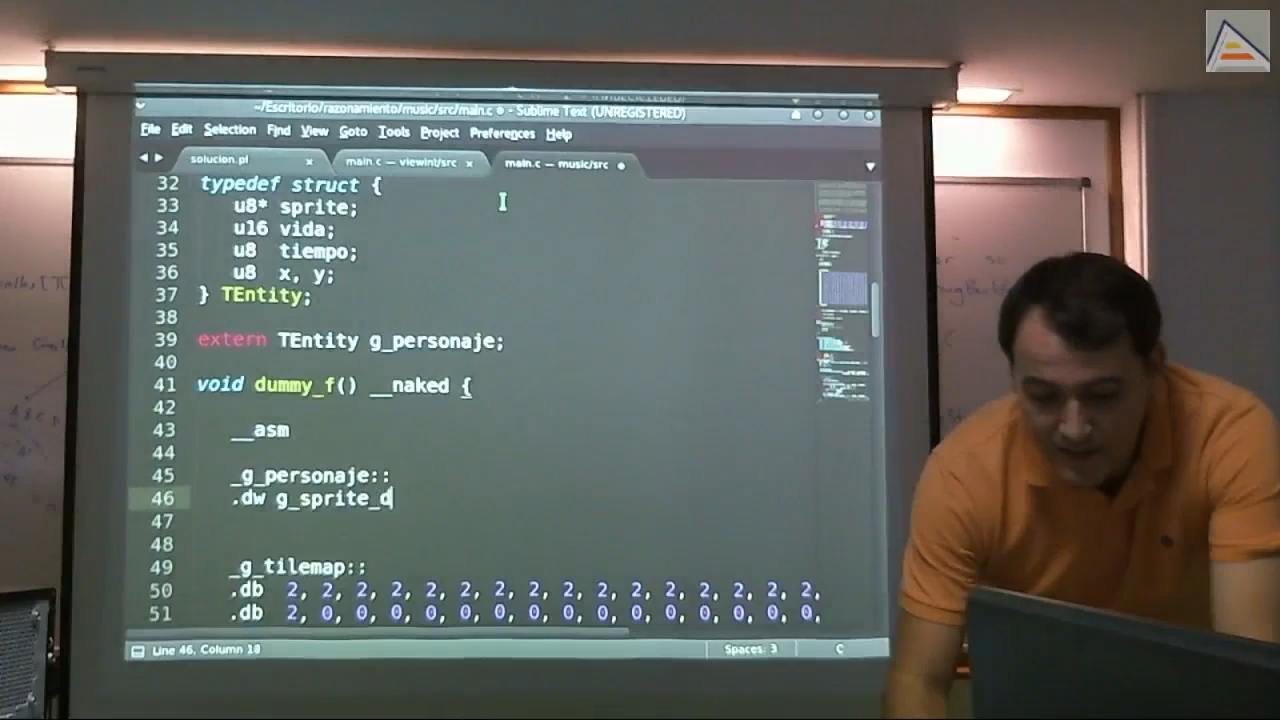 ~/Escritorio/razonamiento/music/src/main.c • - Sublime Text (UNREGISTERED)
File Edit Selection Find View Goto Tools Project Preferences Help
solucion.pl × main.c — viewint/src × main.c — music/src •
32 typedef struct {
33 u8* sprite;
34 u16 vida;
35 u8 tiempo;
36 u8 x, y;
37 } TEntity;
38
39 extern TEntity g_personaje;
40
41 void dummy_f() __naked {
42
43 __asm
44
45 _g_personaje::
46 .dw g_sprite_d
47
48
49 _g_tilemap::
50 .db 2, 2, 2, 2, 2, 2, 2, 2, 2, 2, 2, 2, 2, 2, 2, 2,
51 .db 2, 0, 0, 0, 0, 0, 0, 0, 0, 0, 0, 0, 0, 0, 0, 0,
Line 46, Column 18 Spaces: 3 C